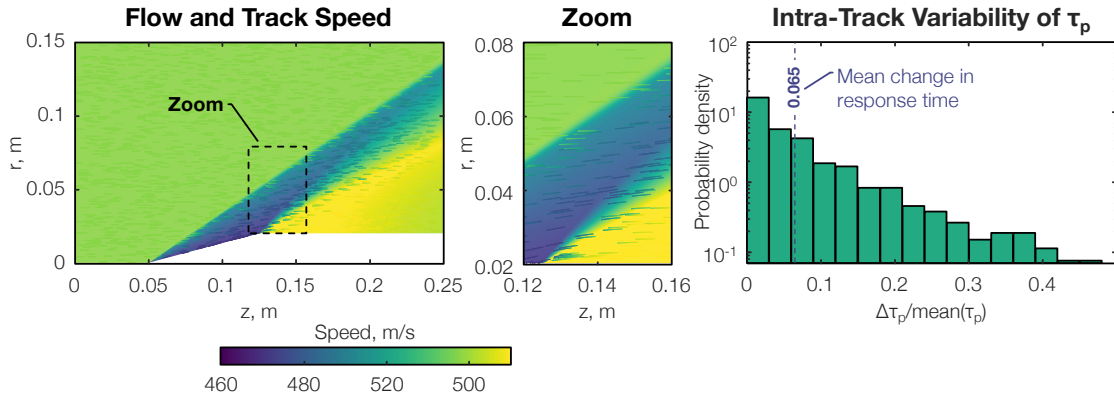 Flow and Track Speed
Zoom
Intra-Track Variability of τp
0.15
0.1
0.05
0
r, m
Zoom
0
0.05
0.1
0.15
0.2
0.25
z, m
0.08
0.06
0.04
0.02
r, m
0.12
0.14
0.16
z, m
10²
10¹
10⁰
10⁻¹
Probability density
0.065
Mean change in
response time
0
0.1
0.2
0.3
0.4
Δτp/mean(τp)
Speed, m/s
460
480
520
500